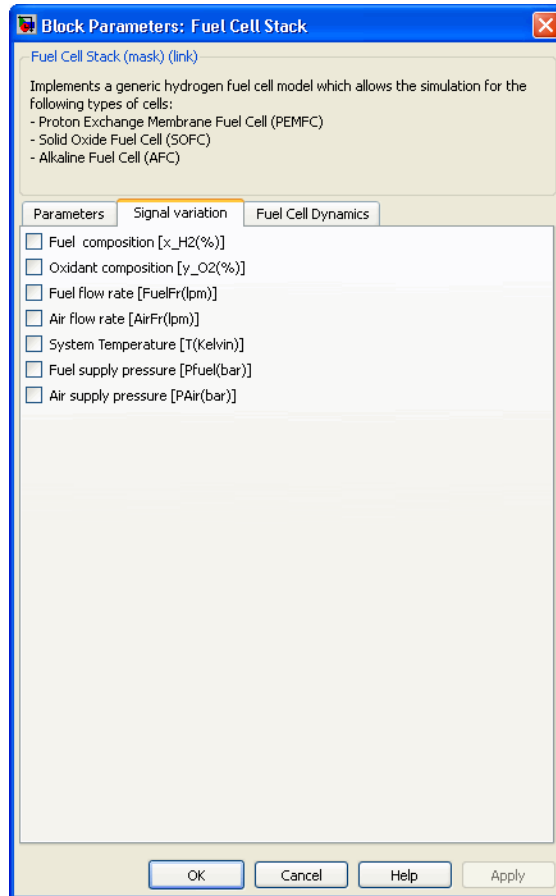 Block Parameters: Fuel Cell Stack
Fuel Cell Stack (mask) (link)
Implements a generic hydrogen fuel cell model which allows the simulation for the
following types of cells:
- Proton Exchange Membrane Fuel Cell (PEMFC)
- Solid Oxide Fuel Cell (SOFC)
- Alkaline Fuel Cell (AFC)
Parameters Signal variation Fuel Cell Dynamics
Fuel composition [x_H2(%)]
Oxidant composition [y_O2(%)]
Fuel flow rate [FuelFr(lpm)]
Air flow rate [AirFr(lpm)]
System Temperature [T(Kelvin)]
Fuel supply pressure [Pfuel(bar)]
Air supply pressure [PAir(bar)]
OK Cancel Help Apply